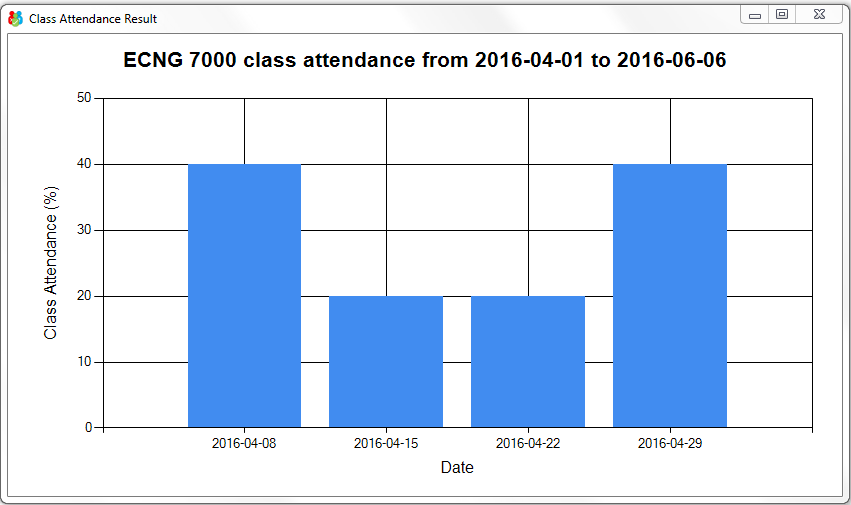 Class Attendance Result
ECNG 7000 class attendance from 2016-04-01 to 2016-06-06
50
40
30
20
10
0
Class Attendance (%)
2016-04-08 2016-04-15 2016-04-22 2016-04-29
Date